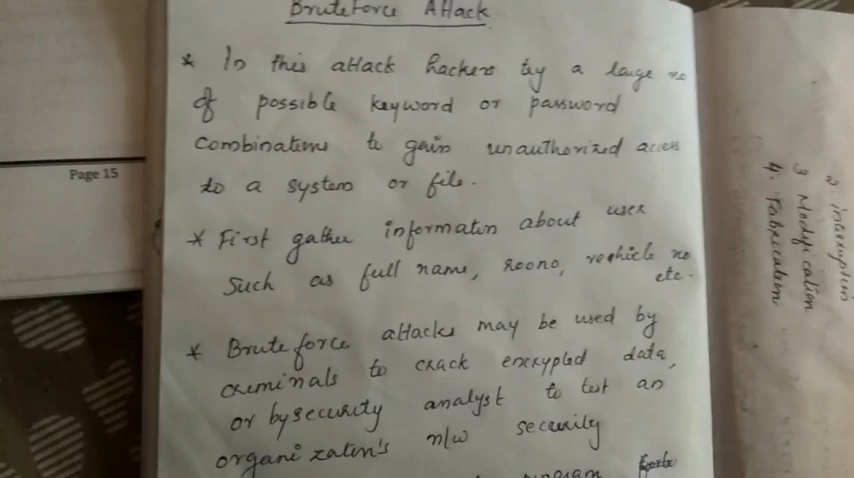 Bruteforce Attack
* In this attack hackers try a large no
of possible keyword or password
combinations to gain unauthorized access
to a system or file.
* First gather information about user
such as full name, roono, vechicle no
etc.
* Brute force attacks may be used by
criminals to crack encrypted data,
or by security analyst to test an
organization's n/w security
program
Page 15
2. interruption
3. Modification
4. Fabrication